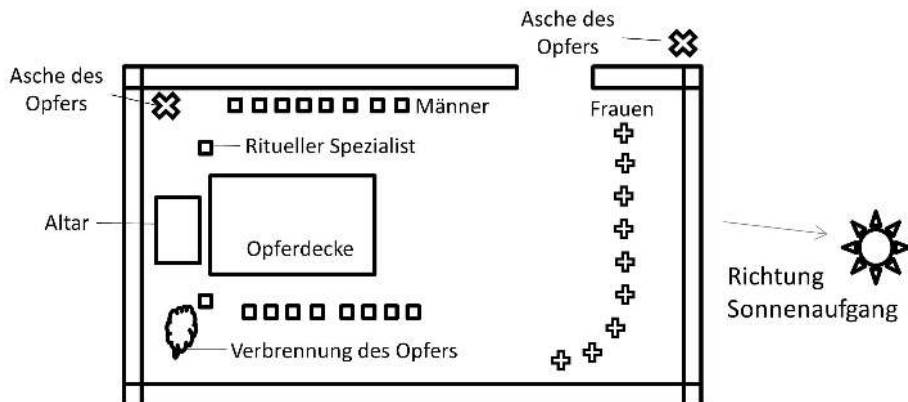 Asche des
Opfers
Asche des
Opfers
Männer
Frauen
Ritueller Spezialist
Altar
Opferdecke
Richtung
Sonnenaufgang
Verbrennung des Opfers